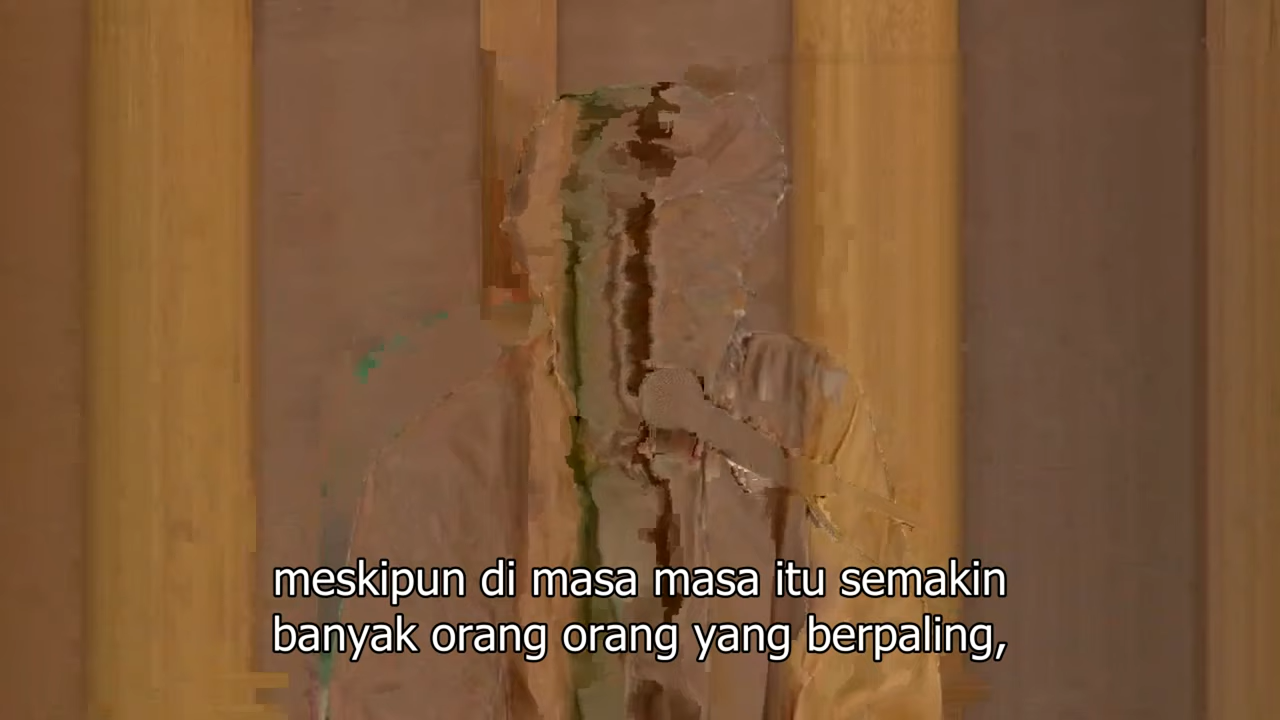 meskipun di masa masa itu semakin
banyak orang orang yang berpaling,